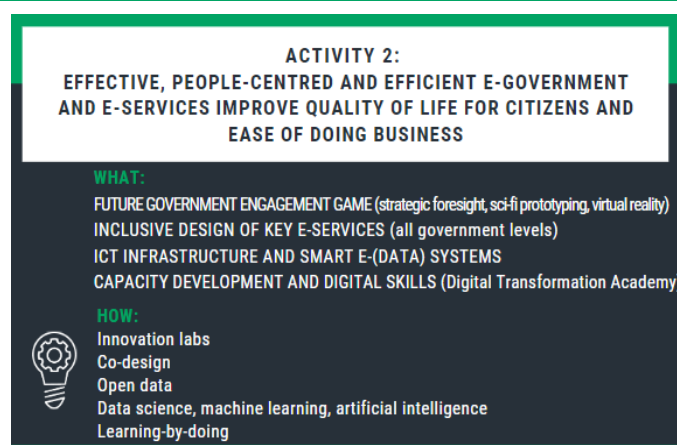 ACTIVITY 2:
EFFECTIVE, PEOPLE-CENTRED AND EFFICIENT E-GOVERNMENT
AND E-SERVICES IMPROVE QUALITY OF LIFE FOR CITIZENS AND
EASE OF DOING BUSINESS
WHAT:
FUTURE GOVERNMENT ENGAGEMENT GAME (strategic foresight, sci-fi prototyping, virtual reality)
INCLUSIVE DESIGN OF KEY E-SERVICES (all government levels)
ICT INFRASTRUCTURE AND SMART E-(DATA) SYSTEMS
CAPACITY DEVELOPMENT AND DIGITAL SKILLS (Digital Transformation Academy)
HOW:
Innovation labs
Co-design
Open data
Data science, machine learning, artificial intelligence
Learning-by-doing